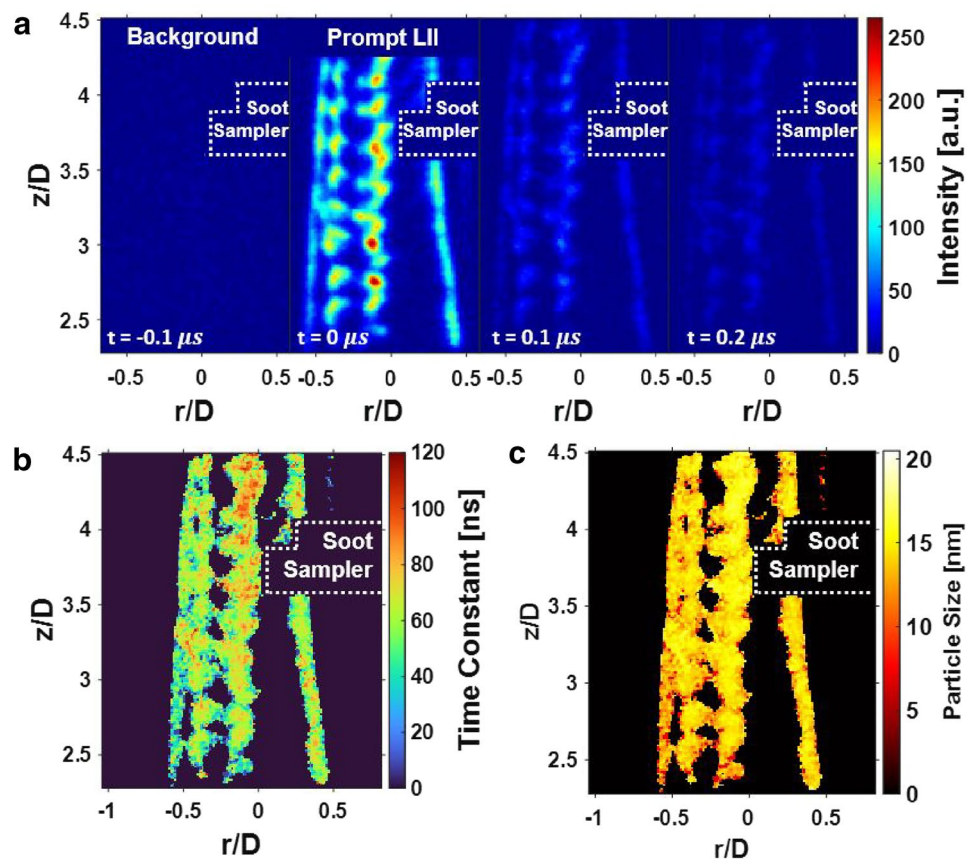 a
Background
Prompt LII
Soot
Sampler
Soot
Sampler
Soot
Sampler
Soot
Sampler
t = -0.1 μs
t = 0 μs
t = 0.1 μs
t = 0.2 μs
4.5
4
3.5
3
2.5
z/D
-0.5 0 0.5
-0.5 0 0.5
-0.5 0 0.5
-0.5 0 0.5
r/D
r/D
r/D
r/D
250
200
150
100
50
0
Intensity [a.u.]
b
4.5
4
3.5
3
2.5
z/D
Soot
Sampler
-1 -0.5 0 0.5
r/D
120
100
80
60
40
20
0
Time Constant [ns]
c
4.5
4
3.5
3
2.5
z/D
Soot
Sampler
-1 -0.5 0 0.5
r/D
20
15
10
5
0
Particle Size [nm]